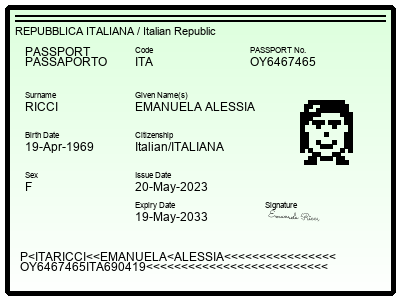 REPUBBLICA ITALIANA / Italian Republic
PASSPORT Code PASSPORT No.
PASSAPORTO ITA OY6467465
Surname Given Name(s)
RICCI EMANUELA ALESSIA
Birth Date Citizenship
19-Apr-1969 Italian/ITALIANA
Sex Issue Date
F 20-May-2023
Expiry Date Signature
19-May-2033 Emanuela Ricci
P<ITARICCI<<EMANUELA<ALESSIA<<<<<<<<<<<<<<<<
OY6467465ITA690419<<<<<<<<<<<<<<<<<<<<<<<<<<